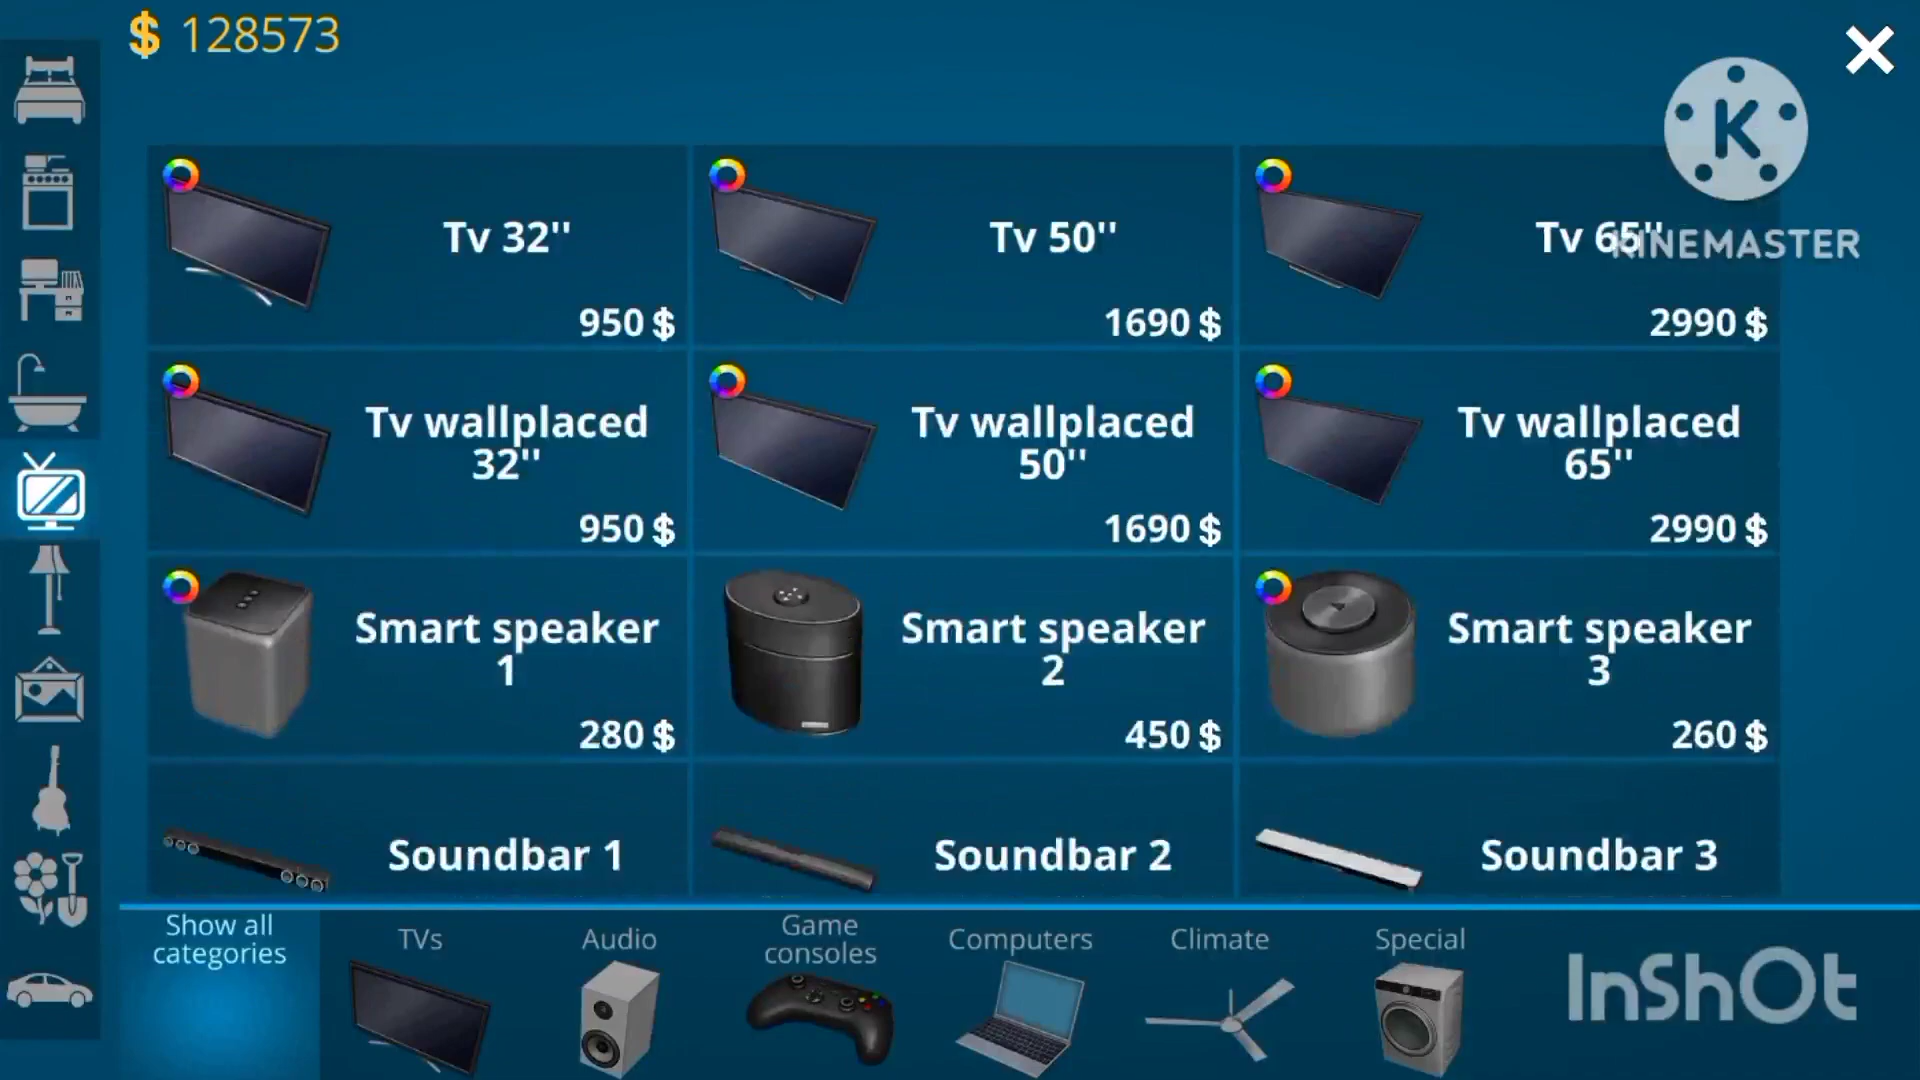 $ 128573
K
KINEMASTER
Tv 32''
950 $
Tv 50''
1690 $
Tv 65''
2990 $
Tv wallplaced
32''
950 $
Tv wallplaced
50''
1690 $
Tv wallplaced
65''
2990 $
Smart speaker
1
280 $
Smart speaker
2
450 $
Smart speaker
3
260 $
Soundbar 1
Soundbar 2
Soundbar 3
Show all
categories
TVs
Audio
Game
consoles
Computers
Climate
Special
InShOt